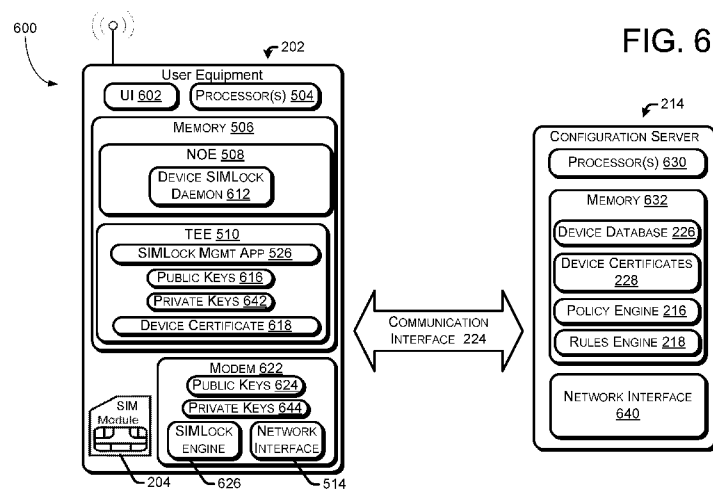 FIG. 6
600
202
User Equipment
UI 602
PROCESSOR(S) 504
MEMORY 506
NOE 508
DEVICE SIMLOCK
DAEMON 612
TEE 510
SIMLOCK MGMT APP 526
PUBLIC KEYS 616
PRIVATE KEYS 642
DEVICE CERTIFICATE 618
MODEM 622
PUBLIC KEYS 624
PRIVATE KEYS 644
SIMLOCK
ENGINE
NETWORK
INTERFACE
SIM
Module
204
626
514
COMMUNICATION
INTERFACE 224
214
CONFIGURATION SERVER
PROCESSOR(S) 630
MEMORY 632
DEVICE DATABASE 226
DEVICE CERTIFICATES
228
POLICY ENGINE 216
RULES ENGINE 218
NETWORK INTERFACE
640